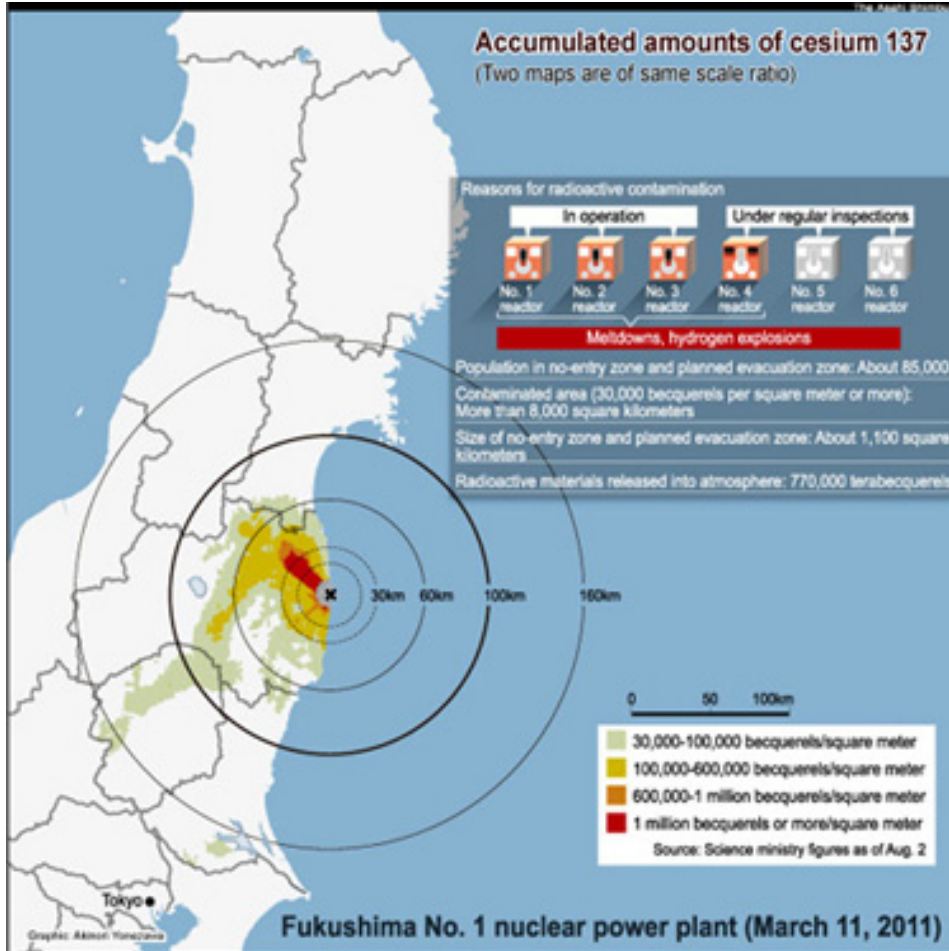 The Asahi Shimbun
Accumulated amounts of cesium 137
(Two maps are of same scale ratio)
Reasons for radioactive contamination
In operation
Under regular inspections
No. 1 reactor
No. 2 reactor
No. 3 reactor
No. 4 reactor
No. 5 reactor
No. 6 reactor
Meltdowns, hydrogen explosions
Population in no-entry zone and planned evacuation zone: About 85,000
Contaminated area (30,000 becquerels per square meter or more):
More than 8,000 square kilometers
Size of no-entry zone and planned evacuation zone: About 1,100 square
kilometers
Radioactive materials released into atmosphere: 770,000 terabecquerels
30km 60km 100km 160km
0 50 100km
30,000-100,000 becquerels/square meter
100,000-600,000 becquerels/square meter
600,000-1 million becquerels/square meter
1 million becquerels or more/square meter
Source: Science ministry figures as of Aug. 2
Tokyo
Graphic: Akinori Yonezawa
Fukushima No. 1 nuclear power plant (March 11, 2011)